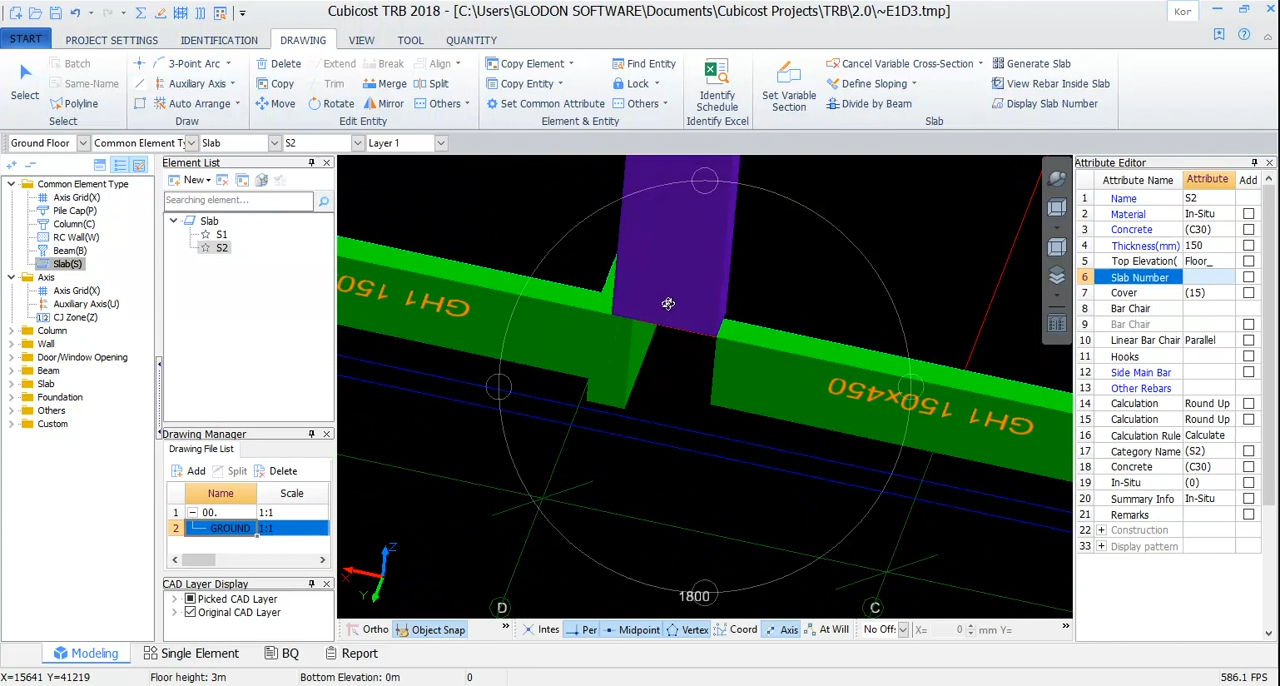 Cubicost TRB 2018 - [C:\Users\GLODON SOFTWARE\Documents\Cubicost Projects\TRB\2.0\~E1D3.tmp]
Kor
START PROJECT SETTINGS IDENTIFICATION DRAWING VIEW TOOL QUANTITY
Select Batch Same-Name Polyline
Select
3-Point Arc Auxiliary Axis Auto Arrange
Draw
Delete Extend Break Align
Copy Trim Merge Split
Move Rotate Mirror Others
Edit Entity
Copy Element Find Entity
Copy Entity Lock
Set Common Attribute Others
Element & Entity
Identify Schedule
Identify Excel
Set Variable Section
Cancel Variable Cross-Section Generate Slab
Define Sloping View Rebar Inside Slab
Divide by Beam Display Slab Number
Slab
Ground Floor Common Element Ty Slab S2 Layer 1
Common Element Type
Axis Grid(X)
Pile Cap(P)
Column(C)
RC Wall(W)
Beam(B)
Slab(S)
Axis
Axis Grid(X)
Auxiliary Axis(U)
CJ Zone(Z)
Column
Wall
Door/Window Opening
Beam
Slab
Foundation
Others
Custom
Element List
New
Searching element...
Slab
S1
S2
Drawing Manager
Drawing File List
Add Split Delete
Name Scale
1 00. 1:1
2 GROUND 1:1
CAD Layer Display
Picked CAD Layer
Original CAD Layer
GH1 150
GH1 150x450
1800
D
C
Z
X
Y
Attribute Editor
Attribute Name Attribute Add
1 Name S2
2 Material In-Situ
3 Concrete (C30)
4 Thickness(mm) 150
5 Top Elevation( Floor_
6 Slab Number
7 Cover (15)
8 Bar Chair
9 Bar Chair
10 Linear Bar Chair Parallel
11 Hooks
12 Side Main Bar
13 Other Rebars
14 Calculation Round Up
15 Calculation Round Up
16 Calculation Rule Calculate
17 Category Name (S2)
18 Concrete (C30)
19 In-Situ (0)
20 Summary Info In-Situ
21 Remarks
22 Construction
33 Display pattern
Ortho Object Snap » Intes Per Midpoint Vertex Coord Axis At Will No Off: X= 0 mm Y= »
Modeling Single Element BQ Report
X=15641 Y=41219 Floor height: 3m Bottom Elevation: 0m 0 586.1 FPS